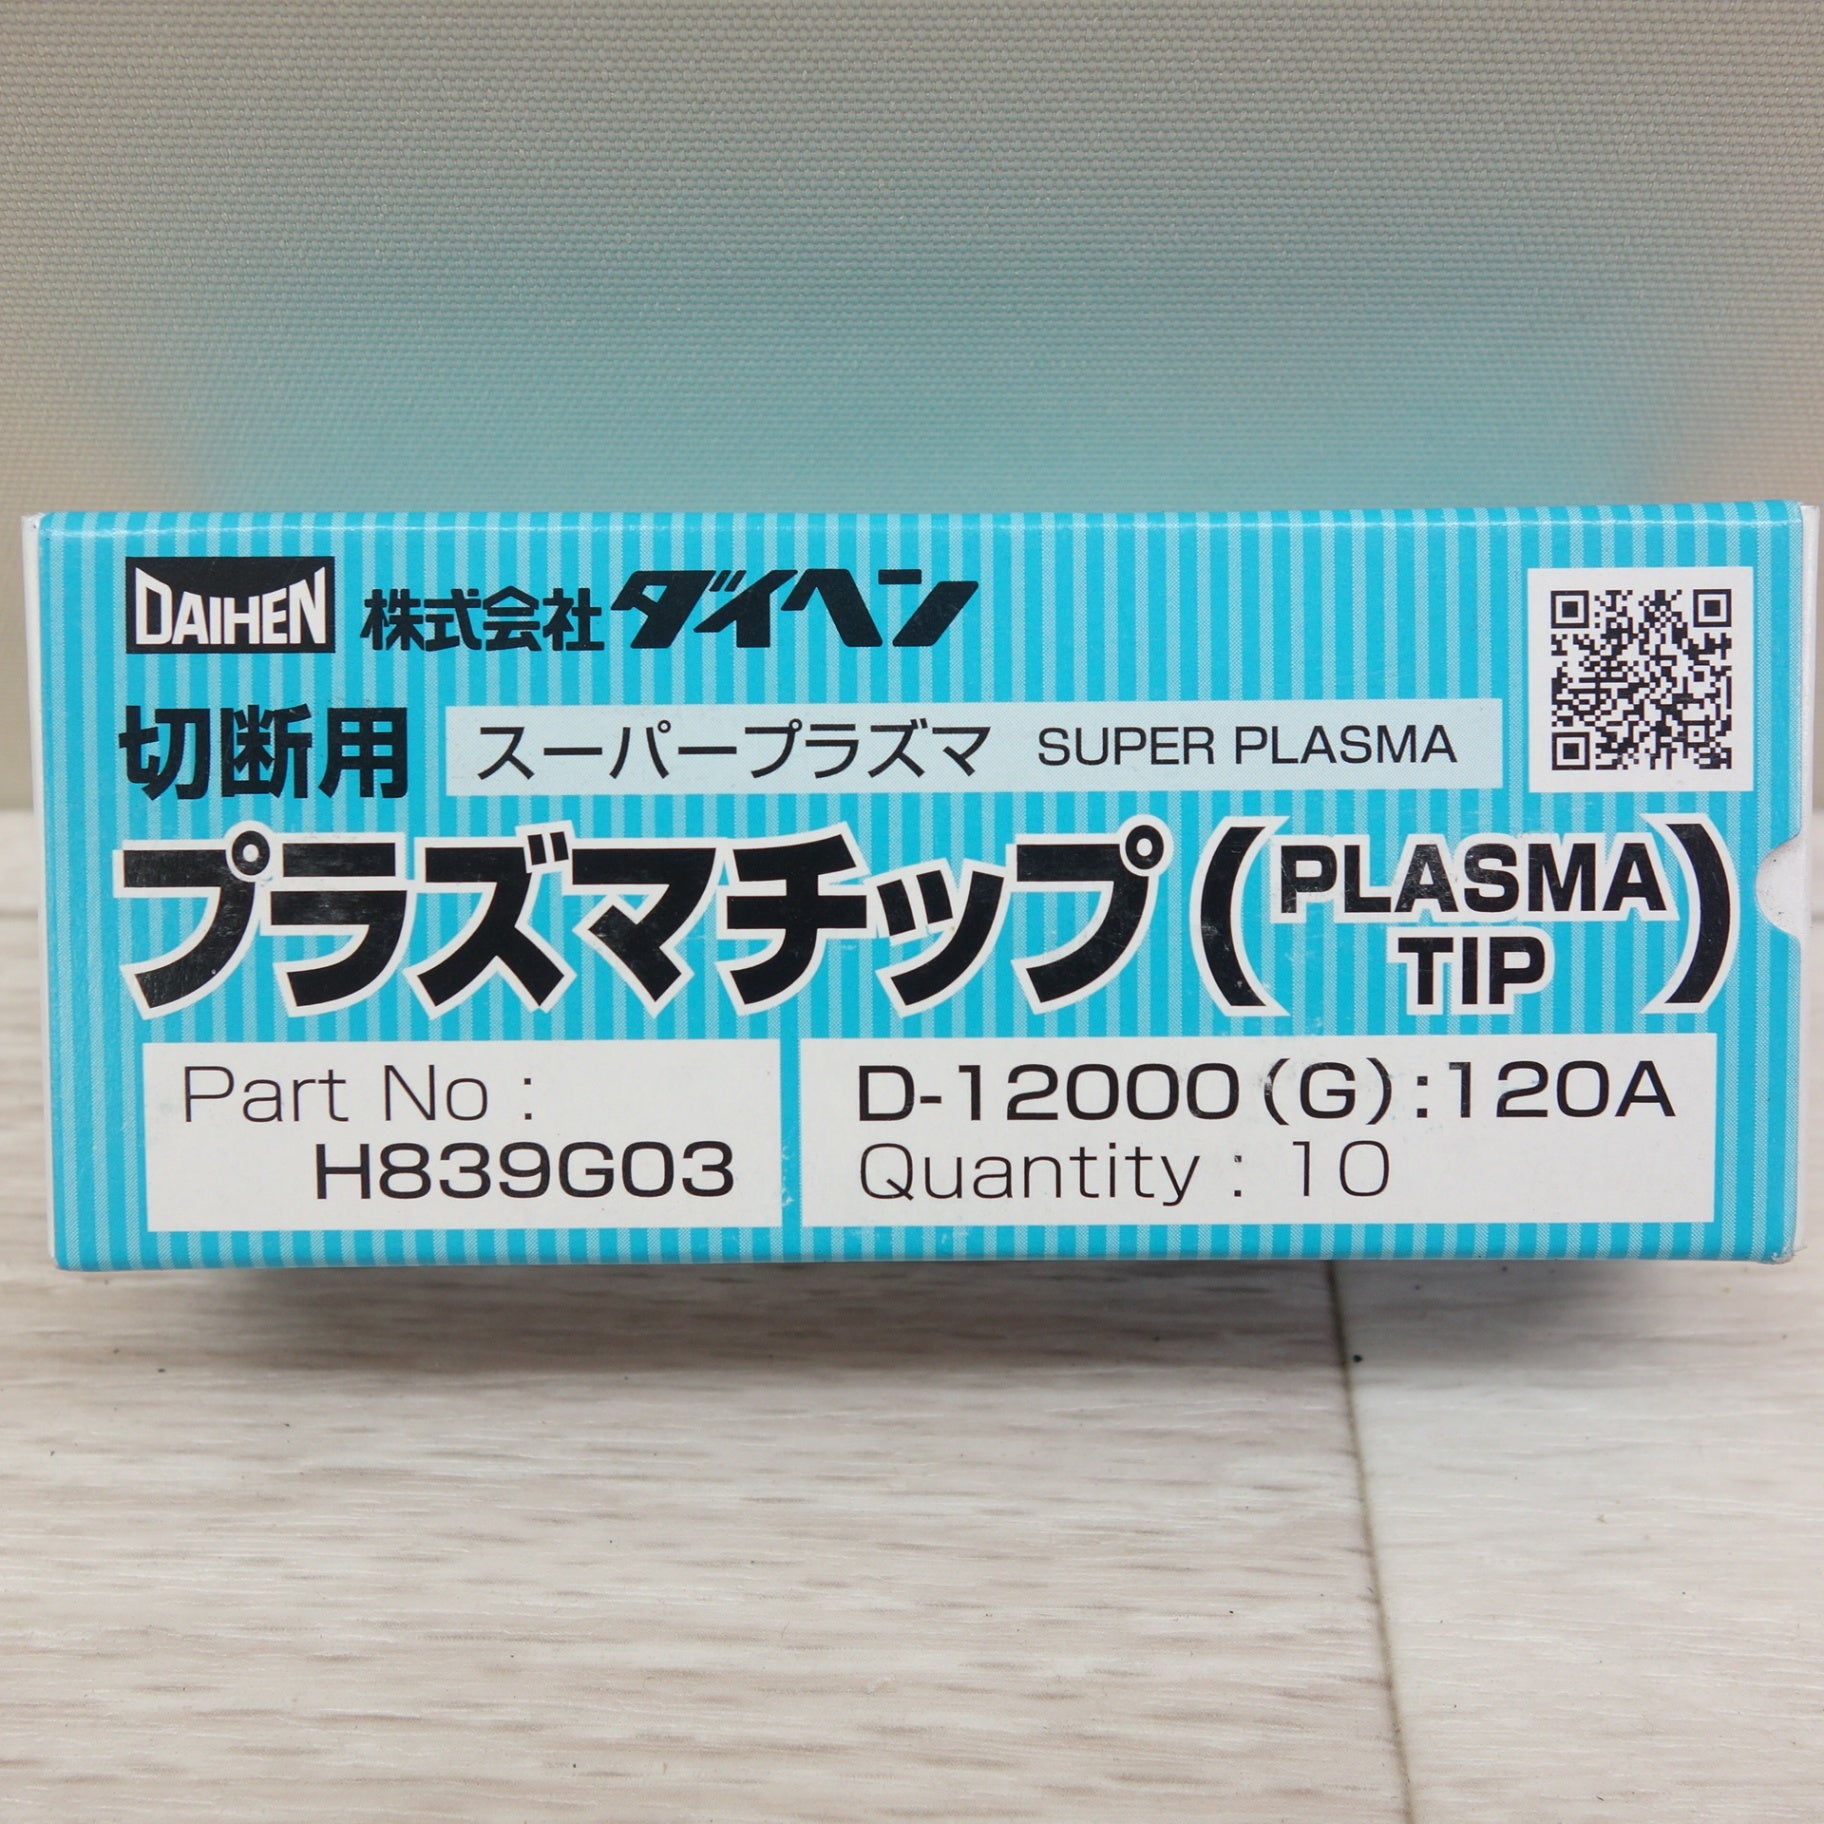 DAIHEN 株式会社ダイヘン
切断用 スーパープラズマ SUPER PLASMA
プラズマチップ(PLASMA TIP)
Part No :
H839G03
D-12000(G):120A
Quantity : 10